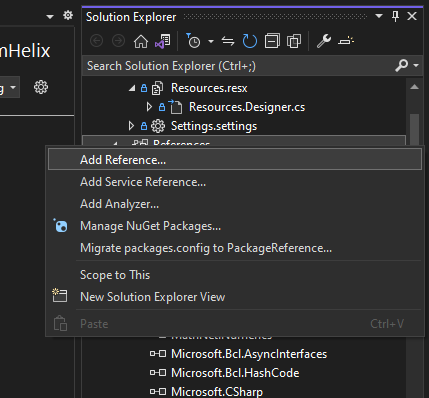 Solution Explorer
mHelix
Search Solution Explorer (Ctrl+;)
g
Resources.resx
Resources.Designer.cs
Settings.settings
References
Add Reference...
Add Service Reference...
Add Analyzer...
Manage NuGet Packages...
Migrate packages.config to PackageReference...
Scope to This
New Solution Explorer View
Paste Ctrl+V
MathNet.Numerics
Microsoft.Bcl.AsyncInterfaces
Microsoft.Bcl.HashCode
Microsoft.CSharp